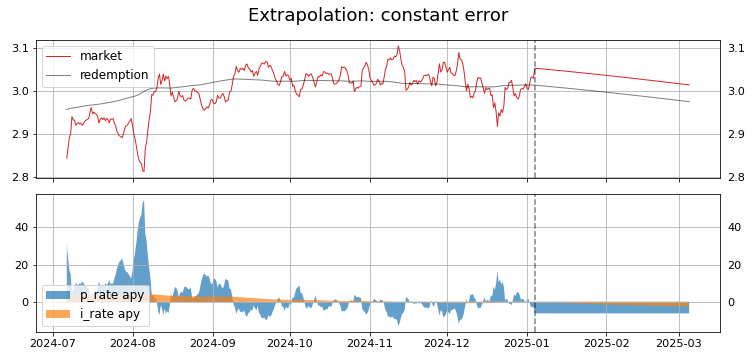 Extrapolation: constant error
3.1 3.1
market
redemption
3.0 3.0
2.9 2.9
2.8 2.8
40 40
20 20
p_rate apy
0 0
i_rate apy
2024-07 2024-08 2024-09 2024-10 2024-11 2024-12 2025-01 2025-02 2025-03